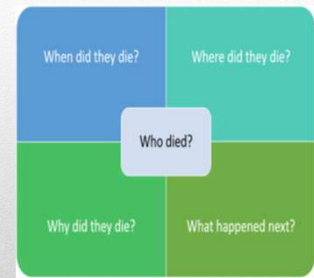 When did they die?
Where did they die?
Who died?
Why did they die?
What happened next?